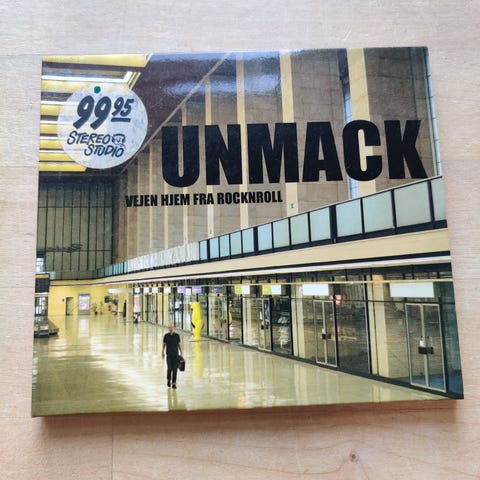 99 95
STEREO
STUDIO
UNMACK
VEJEN HJEM FRA ROCKNROLL